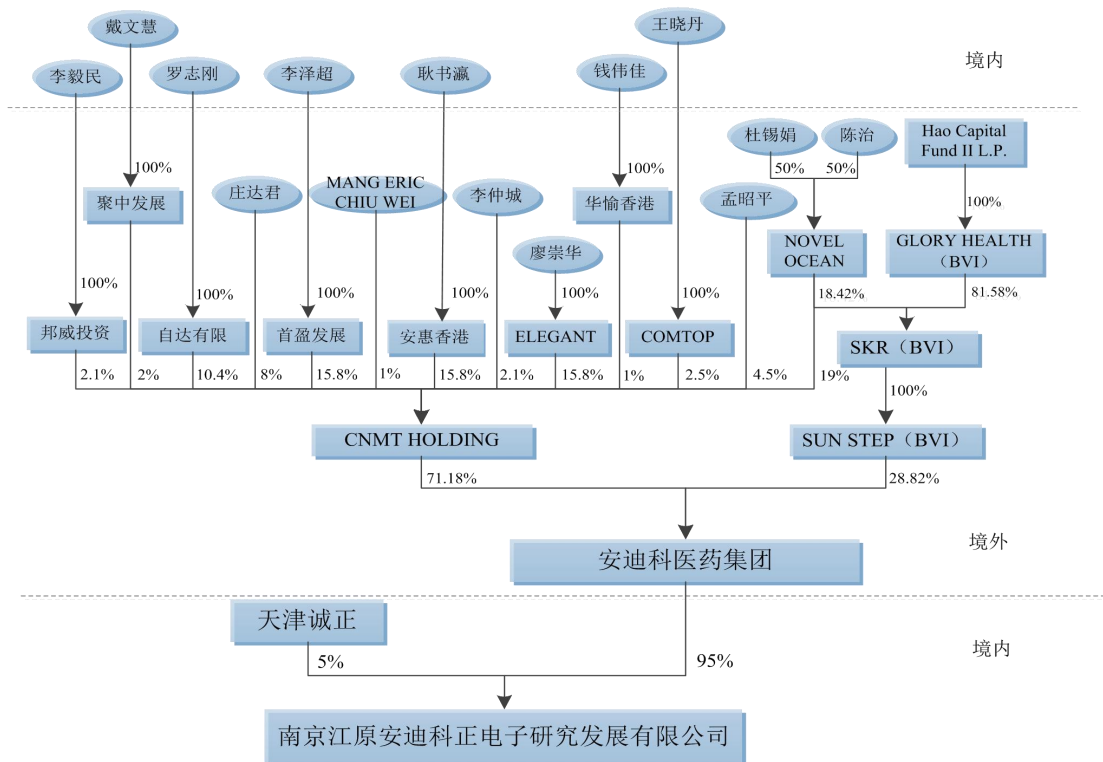 戴文慧
王晓丹
李毅民
罗志刚
李泽超
耿书瀛
钱伟佳
境内
杜锡娟
陈治
Hao Capital
Fund II L.P.
50%
50%
100%
100%
聚中发展
庄达君
MANG ERIC
CHIU WEI
李仲城
华愉香港
孟昭平
100%
NOVEL
OCEAN
GLORY HEALTH
（BVI）
廖崇华
18.42%
81.58%
100%
100%
100%
100%
100%
100%
邦威投资
自达有限
首盈发展
安惠香港
ELEGANT
COMTOP
SKR（BVI）
2.1%
2%
10.4%
8%
15.8%
1%
15.8%
2.1%
15.8%
1%
2.5%
4.5%
19%
100%
CNMT HOLDING
SUN STEP（BVI）
71.18%
28.82%
安迪科医药集团
境外
天津诚正
境内
5%
95%
南京江原安迪科正电子研究发展有限公司